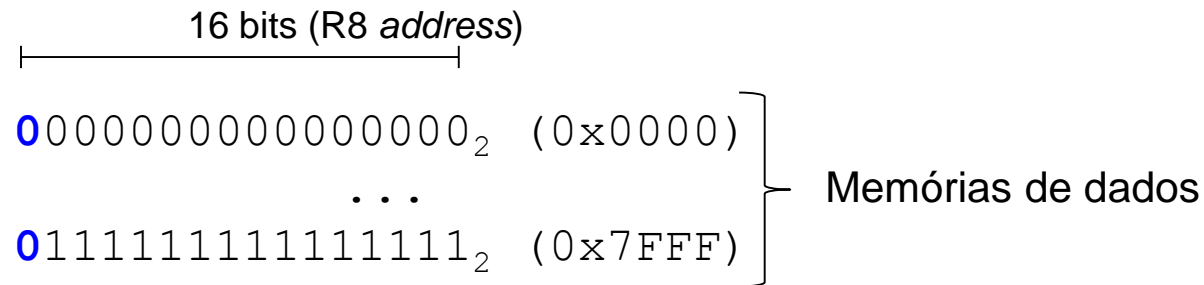 16 bits (R8 address)
0000000000000000₂ (0x0000)
...
0111111111111111₂ (0x7FFF)
Memórias de dados